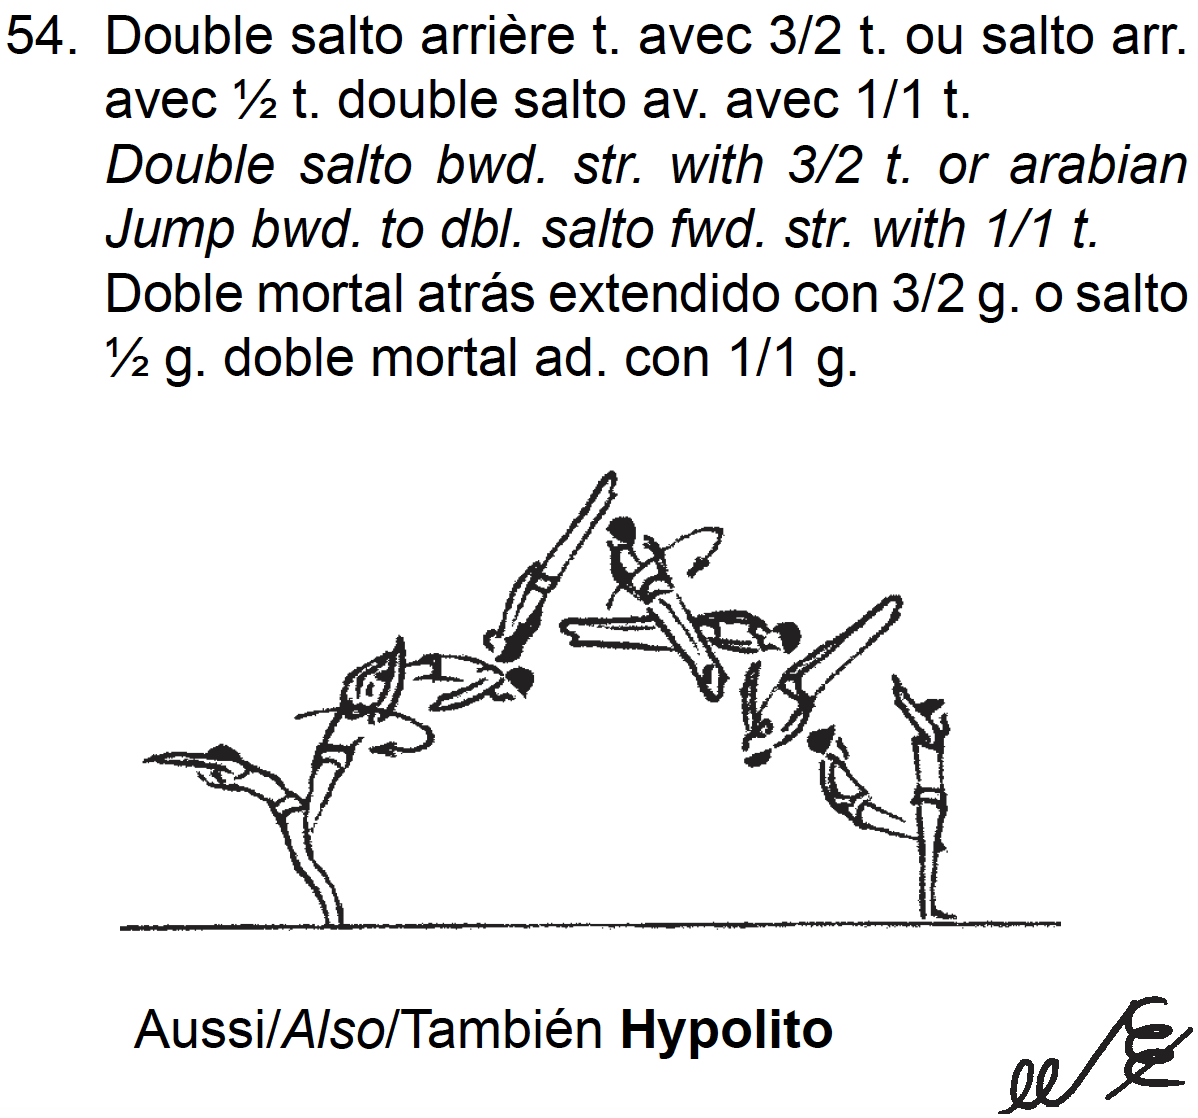 54. Double salto arrière t. avec 3/2 t. ou salto arr.
avec ½ t. double salto av. avec 1/1 t.
Double salto bwd. str. with 3/2 t. or arabian
Jump bwd. to dbl. salto fwd. str. with 1/1 t.
Doble mortal atrás extendido con 3/2 g. o salto
½ g. doble mortal ad. con 1/1 g.
Aussi/Also/También Hypolito